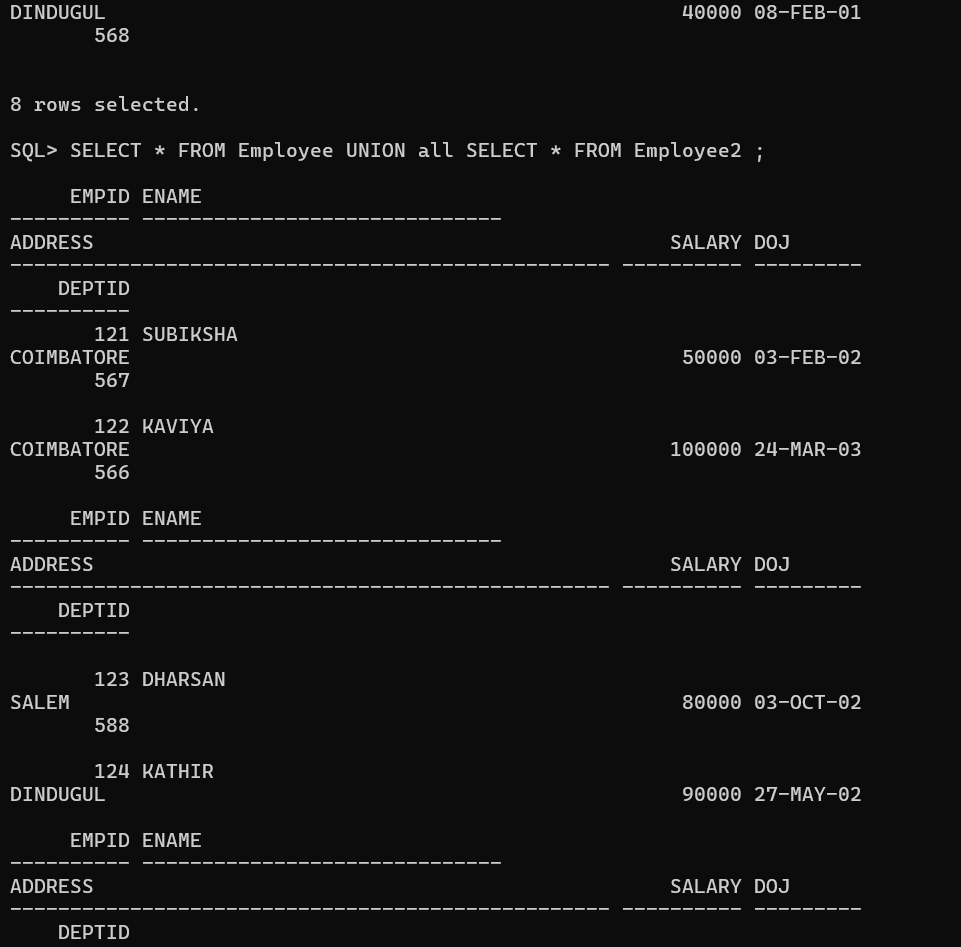 DINDUGUL                                                40000 08-FEB-01
       568
8 rows selected.
SQL> SELECT * FROM Employee UNION all SELECT * FROM Employee2 ;
     EMPID ENAME
---------- ------------------------------
ADDRESS                                                SALARY DOJ
-------------------------------------------------- ---------- ---------
    DEPTID
----------
       121 SUBIKSHA
COIMBATORE                                              50000 03-FEB-02
       567
       122 KAVIYA
COIMBATORE                                             100000 24-MAR-03
       566
     EMPID ENAME
---------- ------------------------------
ADDRESS                                                SALARY DOJ
-------------------------------------------------- ---------- ---------
    DEPTID
----------
       123 DHARSAN
SALEM                                                   80000 03-OCT-02
       588
       124 KATHIR
DINDUGUL                                                90000 27-MAY-02
     EMPID ENAME
---------- ------------------------------
ADDRESS                                                SALARY DOJ
-------------------------------------------------- ---------- ---------
    DEPTID